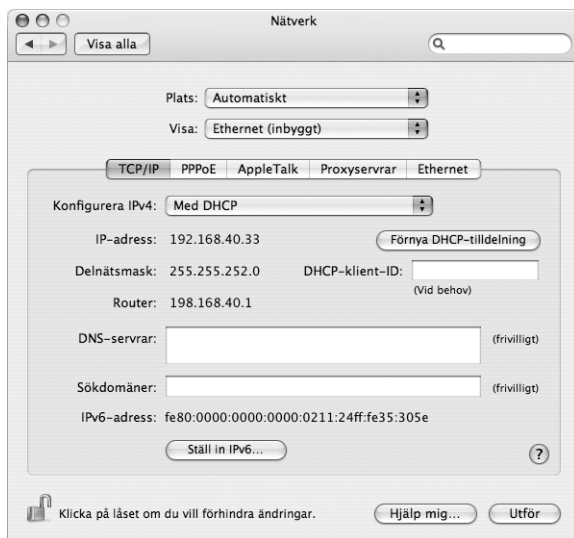 Nätverk
Visa alla
Plats: Automatiskt
Visa: Ethernet (inbyggt)
TCP/IP PPPoE AppleTalk Proxyservrar Ethernet
Konfigurera IPv4: Med DHCP
IP-adress: 192.168.40.33 Förnya DHCP-tilldelning
Delnätsmask: 255.255.252.0 DHCP-klient-ID:
(Vid behov)
Router: 198.168.40.1
DNS-servrar: (frivilligt)
Sökdomäner: (frivilligt)
IPv6-adress: fe80:0000:0000:0000:0211:24ff:fe35:305e
Ställ in IPv6...
?
Klicka på låset om du vill förhindra ändringar. Hjälp mig... Utför